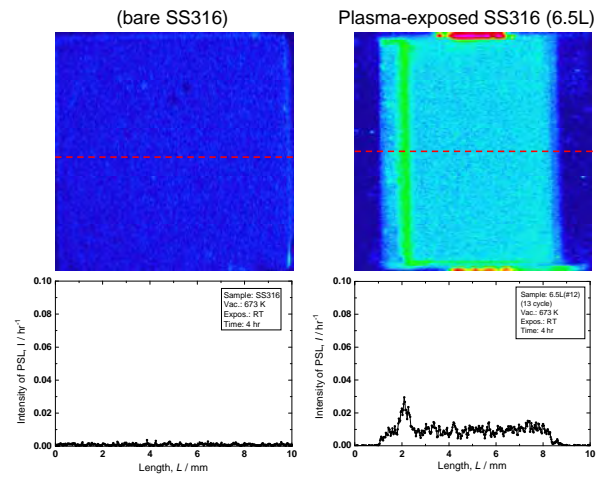 (bare SS316)
Plasma-exposed SS316 (6.5L)
0.10
0.08
0.06
0.04
0.02
0.00
Intensity of PSL, I / hr-1
Sample: SS316
Vac.: 673 K
Expos.: RT
Time: 4 hr
0 2 4 6 8 10
Length, L / mm
0.10
0.08
0.06
0.04
0.02
0.00
Intensity of PSL, I / hr-1
Sample: 6.5L(#12)
(13 cycle)
Vac.: 673 K
Expos.: RT
Time: 4 hr
0 2 4 6 8 10
Length, L / mm